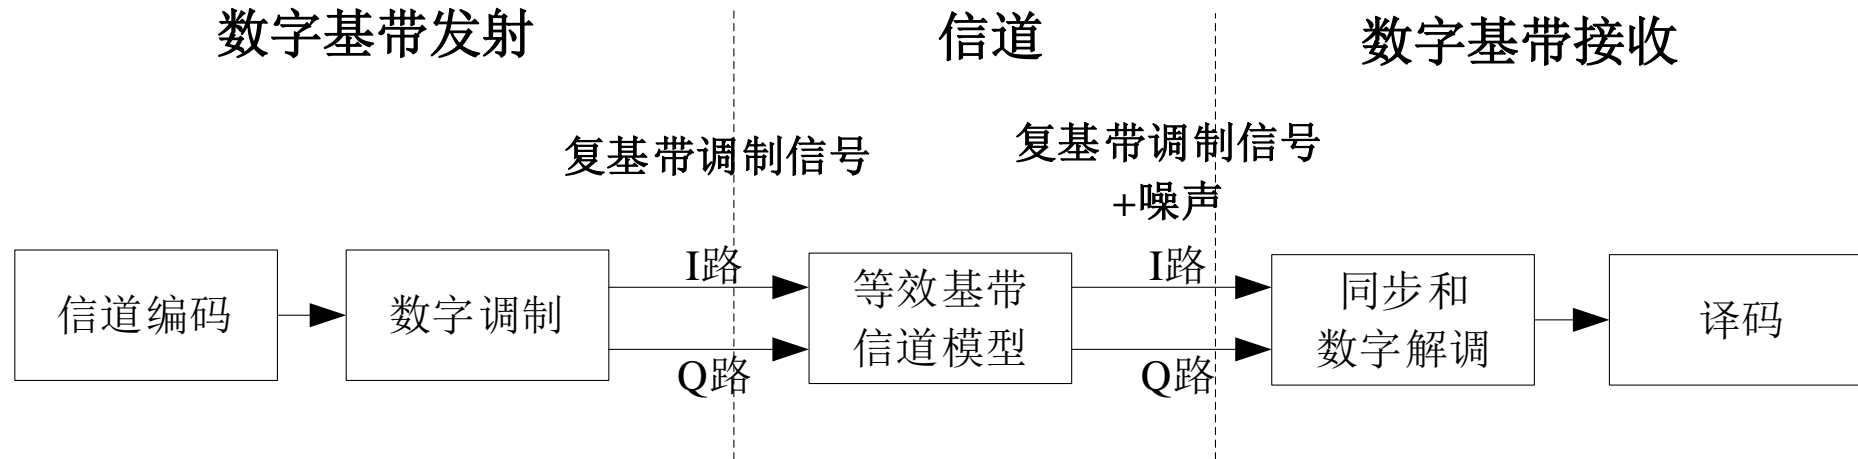 数字基带发射
信道
数字基带接收
复基带调制信号
复基带调制信号
+噪声
信道编码
数字调制
I路
Q路
等效基带
信道模型
I路
Q路
同步和
数字解调
译码